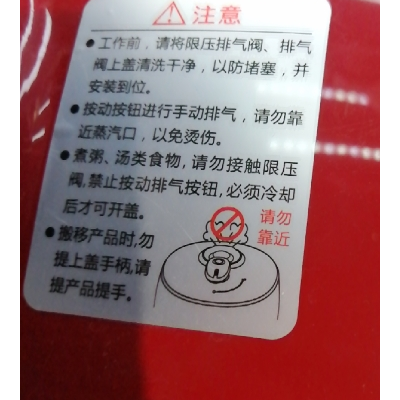 注意
●工作前，请将限压排气阀、排气
阀上盖清洗干净，以防堵塞，并
安装到位。
●按动按钮进行手动排气，请勿靠
近蒸汽口，以免烫伤。
●煮粥、汤类食物，请勿接触限压
阀，禁止按动排气按钮，必须冷却
后才可开盖。
●搬移产品时，勿
提上盖手柄，请
提产品提手。
请勿
靠近